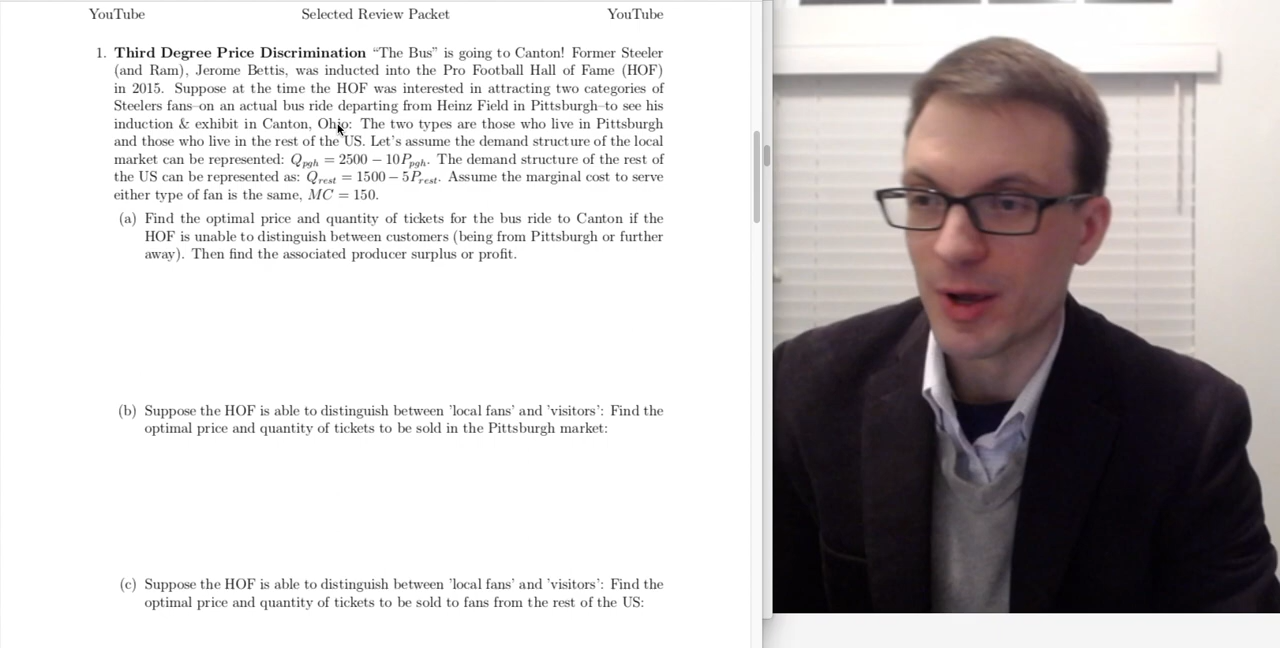 YouTube Selected Review Packet YouTube
1. Third Degree Price Discrimination “The Bus” is going to Canton! Former Steeler
(and Ram), Jerome Bettis, was inducted into the Pro Football Hall of Fame (HOF)
in 2015. Suppose at the time the HOF was interested in attracting two categories of
Steelers fans–on an actual bus ride departing from Heinz Field in Pittsburgh–to see his
induction & exhibit in Canton, Ohio: The two types are those who live in Pittsburgh
and those who live in the rest of the US. Let’s assume the demand structure of the local
market can be represented: Q_pgh = 2500 − 10P_pgh. The demand structure of the rest of
the US can be represented as: Q_rest = 1500 − 5P_rest. Assume the marginal cost to serve
either type of fan is the same, MC = 150.
(a) Find the optimal price and quantity of tickets for the bus ride to Canton if the
HOF is unable to distinguish between customers (being from Pittsburgh or further
away). Then find the associated producer surplus or profit.
(b) Suppose the HOF is able to distinguish between ’local fans’ and ’visitors’: Find the
optimal price and quantity of tickets to be sold in the Pittsburgh market:
(c) Suppose the HOF is able to distinguish between ’local fans’ and ’visitors’: Find the
optimal price and quantity of tickets to be sold to fans from the rest of the US: